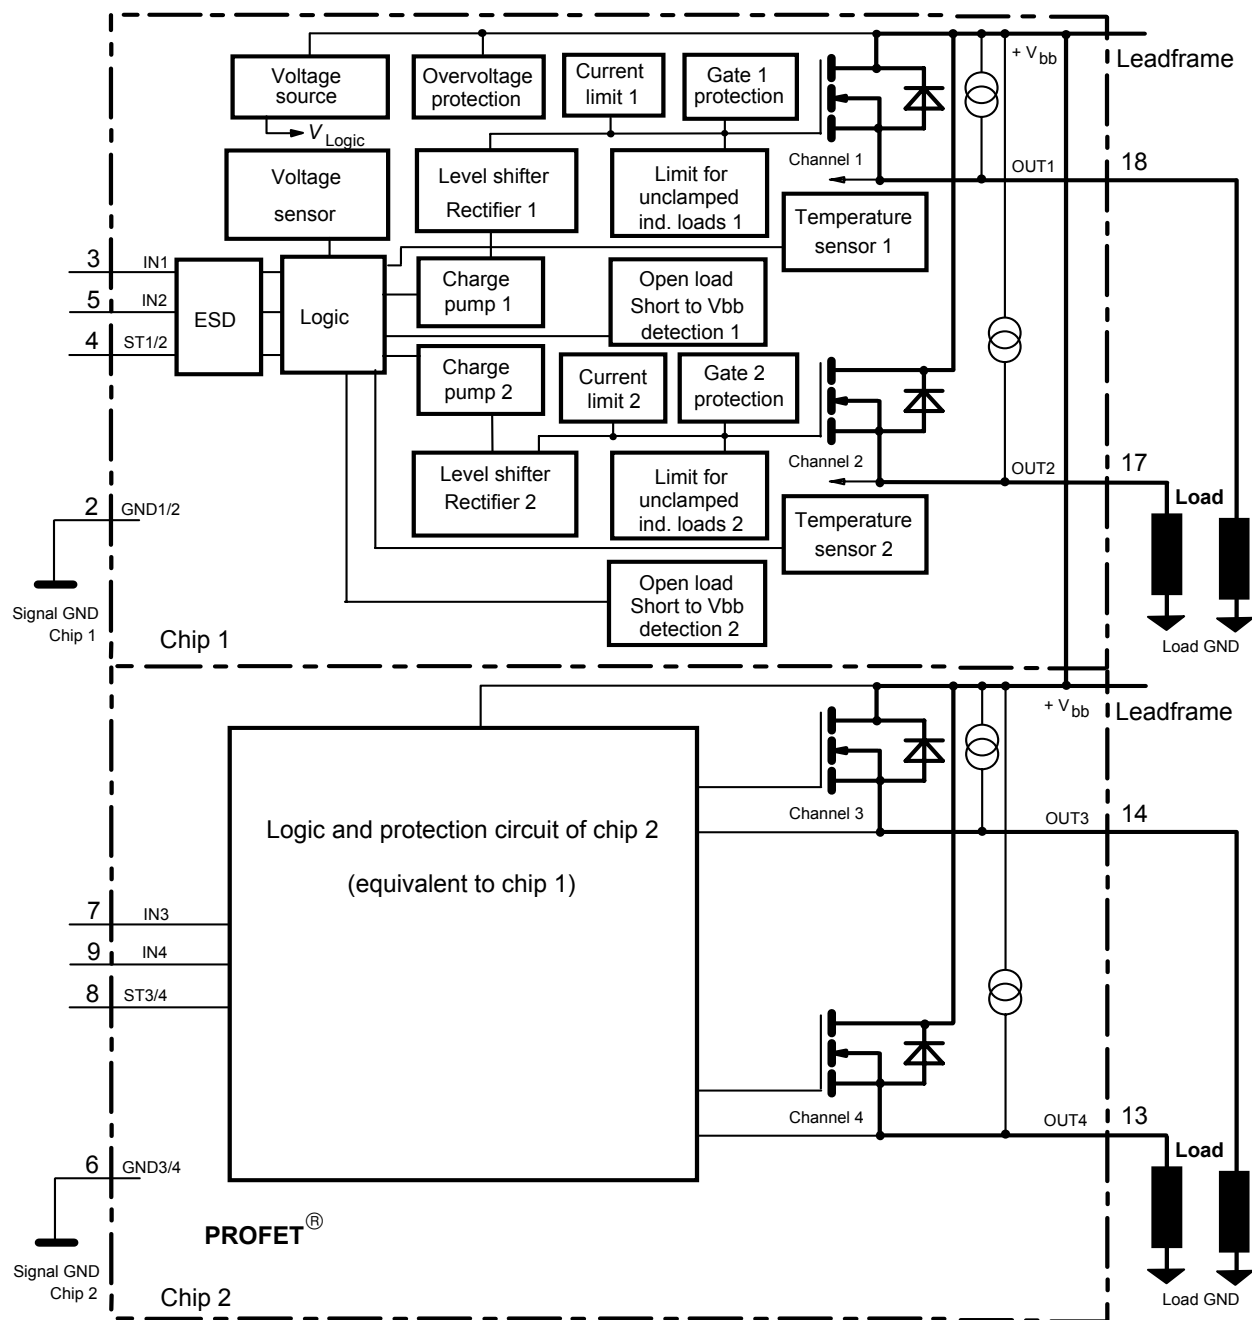 + V bb
Leadframe
Voltage
source
Overvoltage
protection
Current
limit 1
Gate 1
protection
V Logic
Channel 1
OUT1
18
Voltage
sensor
Level shifter
Rectifier 1
Limit for
unclamped
ind. loads 1
Temperature
sensor 1
3
IN1
5
IN2
4
ST1/2
ESD
Logic
Charge
pump 1
Open load
Short to Vbb
detection 1
Charge
pump 2
Current
limit 2
Gate 2
protection
Channel 2
OUT2
17
Level shifter
Rectifier 2
Limit for
unclamped
ind. loads 2
Temperature
sensor 2
Load
2
GND1/2
Open load
Short to Vbb
detection 2
Signal GND
Chip 1
Chip 1
Load GND
+ V bb
Leadframe
Logic and protection circuit of chip 2
(equivalent to chip 1)
Channel 3
OUT3
14
7
IN3
9
IN4
8
ST3/4
Channel 4
OUT4
13
Load
6
GND3/4
PROFET®
Signal GND
Chip 2
Chip 2
Load GND